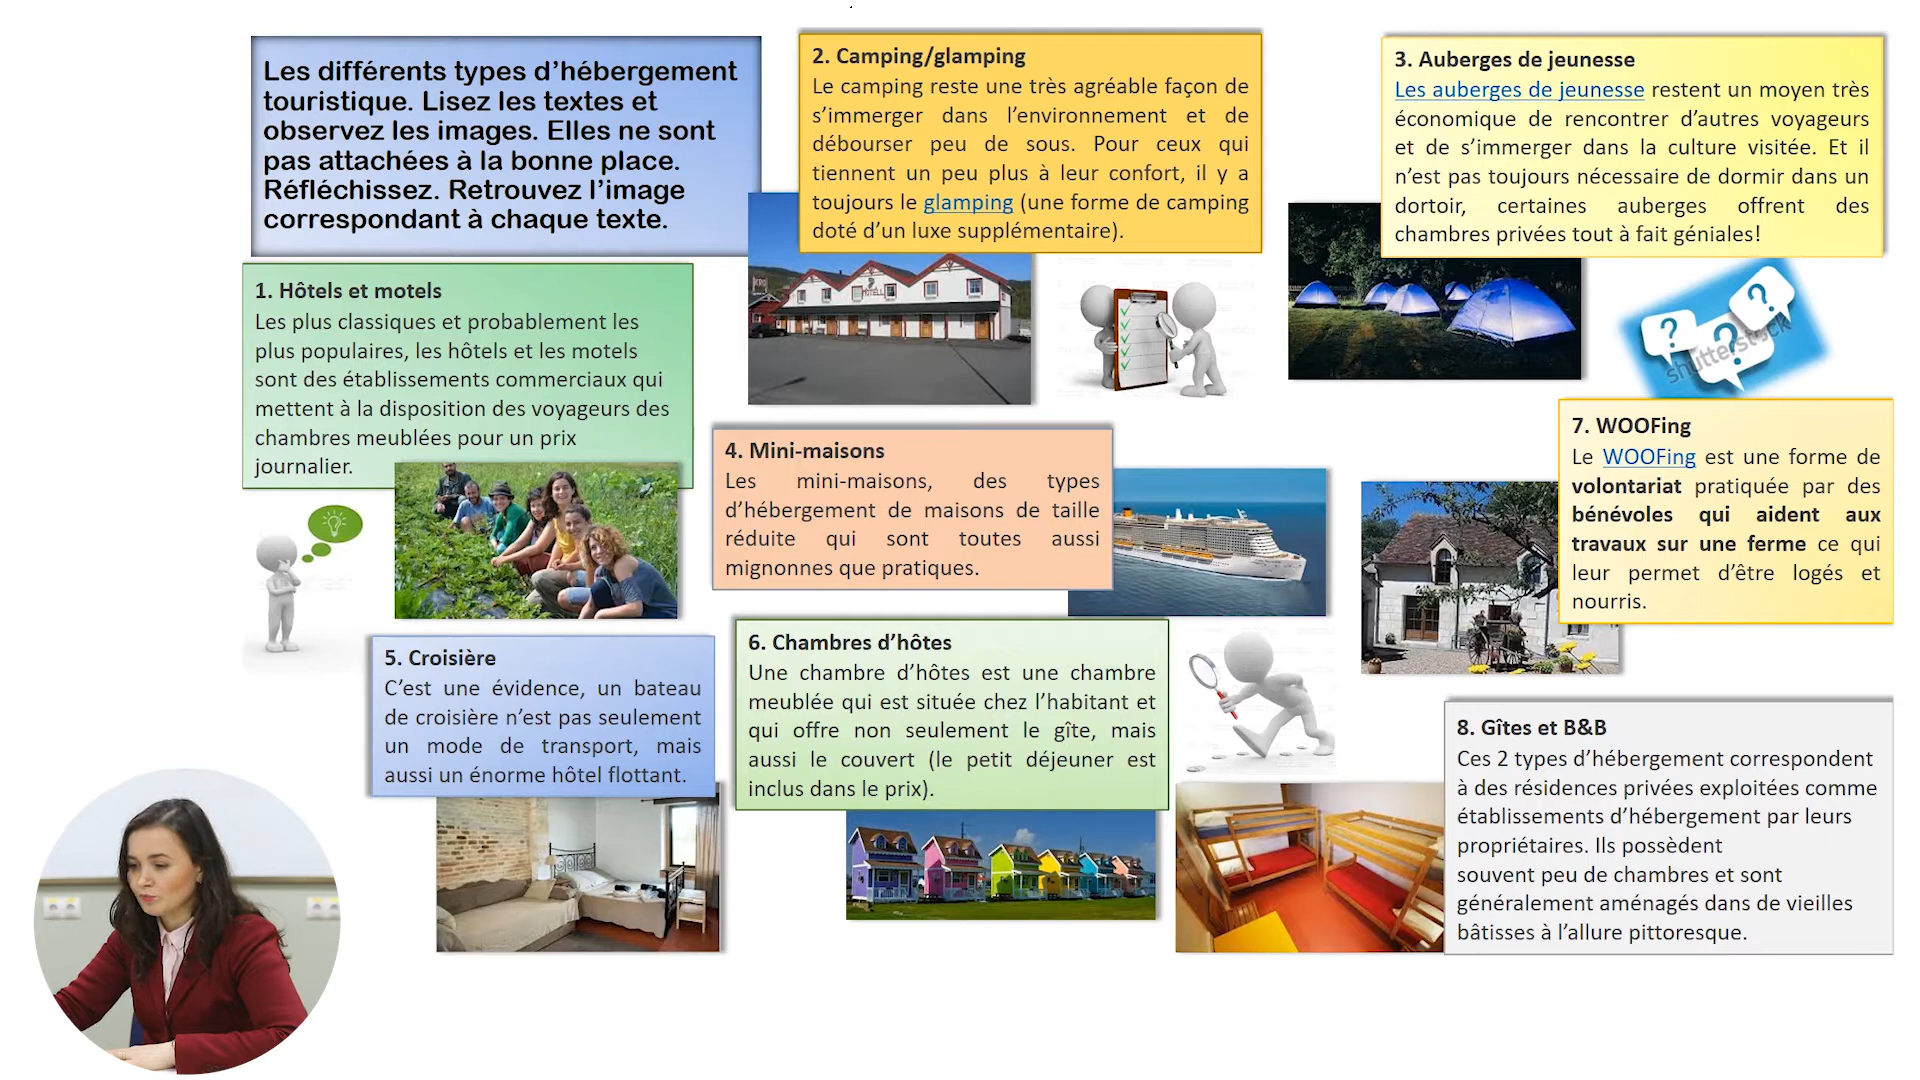 Les différents types d’hébergement
touristique. Lisez les textes et
observez les images. Elles ne sont
pas attachées à la bonne place.
Réfléchissez. Retrouvez l’image
correspondant à chaque texte.
1. Hôtels et motels
Les plus classiques et probablement les
plus populaires, les hôtels et les motels
sont des établissements commerciaux qui
mettent à la disposition des voyageurs des
chambres meublées pour un prix
journalier.
2. Camping/glamping
Le camping reste une très agréable façon de
s’immerger dans l’environnement et de
débourser peu de sous. Pour ceux qui
tiennent un peu plus à leur confort, il y a
toujours le glamping (une forme de camping
doté d’un luxe supplémentaire).
3. Auberges de jeunesse
Les auberges de jeunesse restent un moyen très
économique de rencontrer d’autres voyageurs
et de s’immerger dans la culture visitée. Et il
n’est pas toujours nécessaire de dormir dans un
dortoir, certaines auberges offrent des
chambres privées tout à fait géniales!
shutterstock
4. Mini-maisons
Les mini-maisons, des types
d’hébergement de maisons de taille
réduite qui sont toutes aussi
mignonnes que pratiques.
5. Croisière
C’est une évidence, un bateau
de croisière n’est pas seulement
un mode de transport, mais
aussi un énorme hôtel flottant.
6. Chambres d’hôtes
Une chambre d’hôtes est une chambre
meublée qui est située chez l’habitant et
qui offre non seulement le gîte, mais
aussi le couvert (le petit déjeuner est
inclus dans le prix).
7. WOOFing
Le WOOFing est une forme de
volontariat pratiquée par des
bénévoles qui aident aux
travaux sur une ferme ce qui
leur permet d’être logés et
nourris.
8. Gîtes et B&B
Ces 2 types d’hébergement correspondent
à des résidences privées exploitées comme
établissements d’hébergement par leurs
propriétaires. Ils possèdent
souvent peu de chambres et sont
généralement aménagés dans de vieilles
bâtisses à l’allure pittoresque.